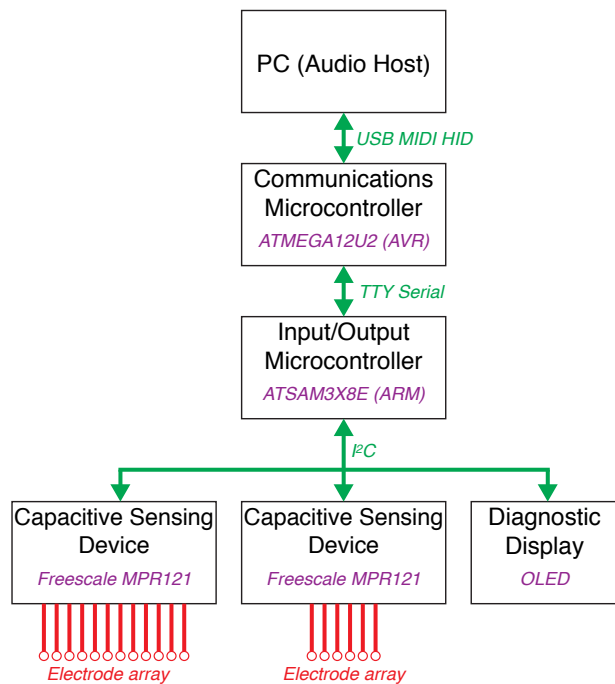 PC (Audio Host)
USB MIDI HID
Communications
Microcontroller
ATMEGA12U2 (AVR)
TTY Serial
Input/Output
Microcontroller
ATSAM3X8E (ARM)
I²C
Capacitive Sensing
Device
Freescale MPR121
Capacitive Sensing
Device
Freescale MPR121
Diagnostic
Display
OLED
Electrode array
Electrode array